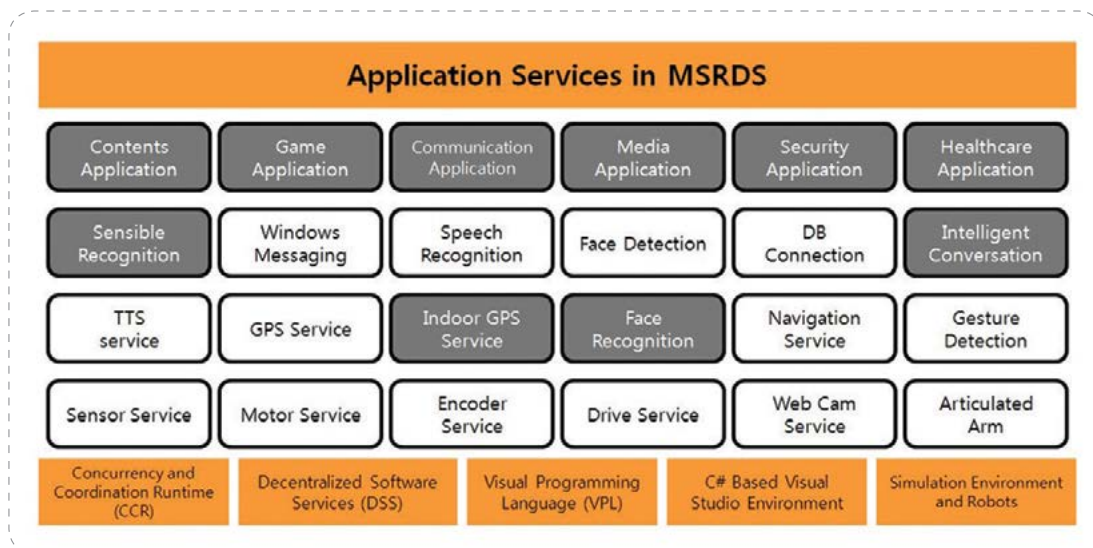 Application Services in MSRDS
Contents
Application
Game
Application
Communication
Application
Media
Application
Security
Application
Healthcare
Application
Sensible
Recognition
Windows
Messaging
Speech
Recognition
Face Detection
DB
Connection
Intelligent
Conversation
TTS
service
GPS Service
Indoor GPS
Service
Face
Recognition
Navigation
Service
Gesture
Detection
Sensor Service
Motor Service
Encoder
Service
Drive Service
Web Cam
Service
Articulated
Arm
Concurrency and
Coordination Runtime
(CCR)
Decentralized Software
Services (DSS)
Visual Programming
Language (VPL)
C# Based Visual
Studio Environment
Simulation Environment
and Robots